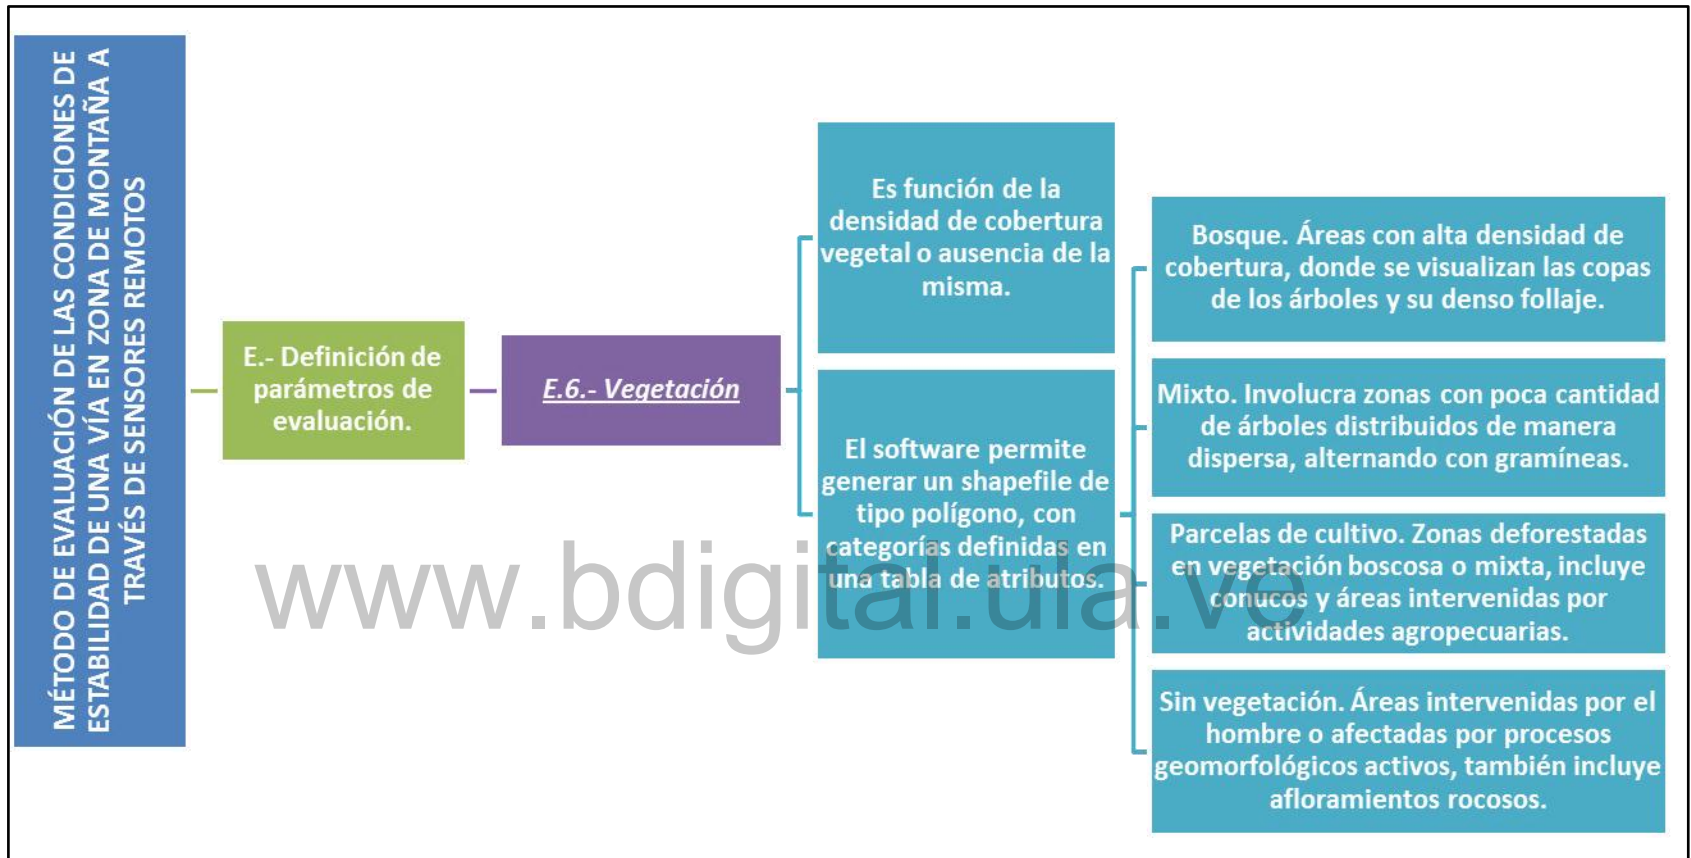 MÉTODO DE EVALUACIÓN DE LAS CONDICIONES DE
ESTABILIDAD DE UNA VÍA EN ZONA DE MONTAÑA A
TRAVÉS DE SENSORES REMOTOS
E.- Definición de
parámetros de
evaluación.
E.6.- Vegetación
Es función de la
densidad de cobertura
vegetal o ausencia de la
misma.
El software permite
generar un shapefile de
tipo polígono, con
categorías definidas en
una tabla de atributos.
Bosque. Áreas con alta densidad de
cobertura, donde se visualizan las copas
de los árboles y su denso follaje.
Mixto. Involucra zonas con poca cantidad
de árboles distribuidos de manera
dispersa, alternando con gramíneas.
Parcelas de cultivo. Zonas deforestadas
en vegetación boscosa o mixta, incluye
conucos y áreas intervenidas por
actividades agropecuarias.
Sin vegetación. Áreas intervenidas por el
hombre o afectadas por procesos
geomorfológicos activos, también incluye
afloramientos rocosos.
www.bdigital.ula.ve